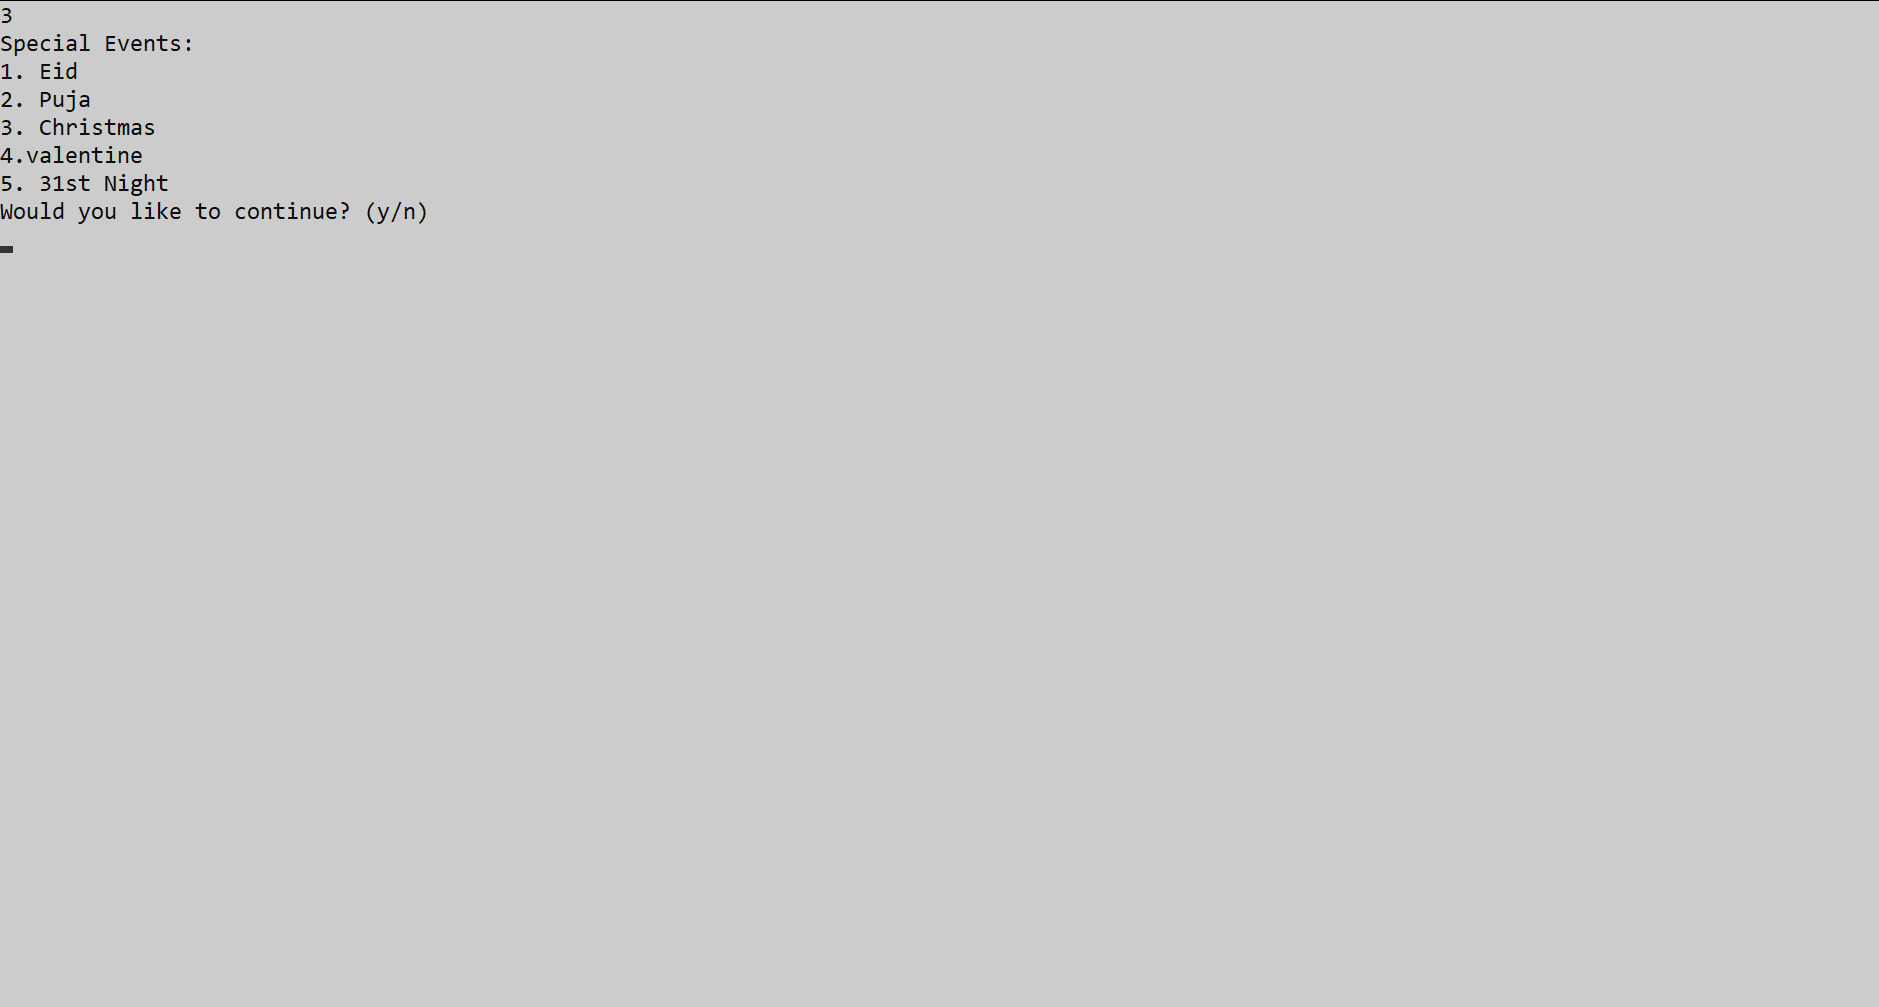 3
Special Events:
1. Eid
2. Puja
3. Christmas
4.valentine
5. 31st Night
Would you like to continue? (y/n)